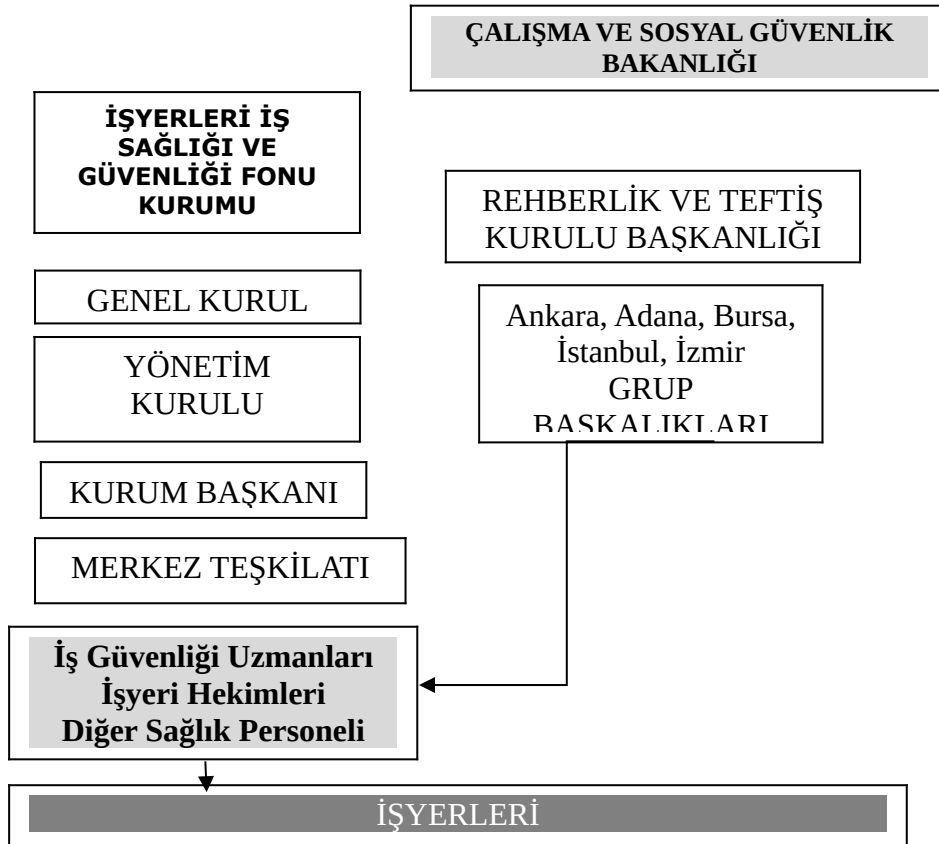 ÇALIŞMA VE SOSYAL GÜVENLİK
BAKANLIĞI
İŞYERLERİ İŞ
SAĞLIĞI VE
GÜVENLİĞİ FONU
KURUMU
REHBERLİK VE TEFTİŞ
KURULU BAŞKANLIĞI
GENEL KURUL
Ankara, Adana, Bursa,
İstanbul, İzmir
GRUP
BAŞKALIKLARI
YÖNETİM
KURULU
KURUM BAŞKANI
MERKEZ TEŞKİLATI
İş Güvenliği Uzmanları
İşyeri Hekimleri
Diğer Sağlık Personeli
İŞYERLERİ